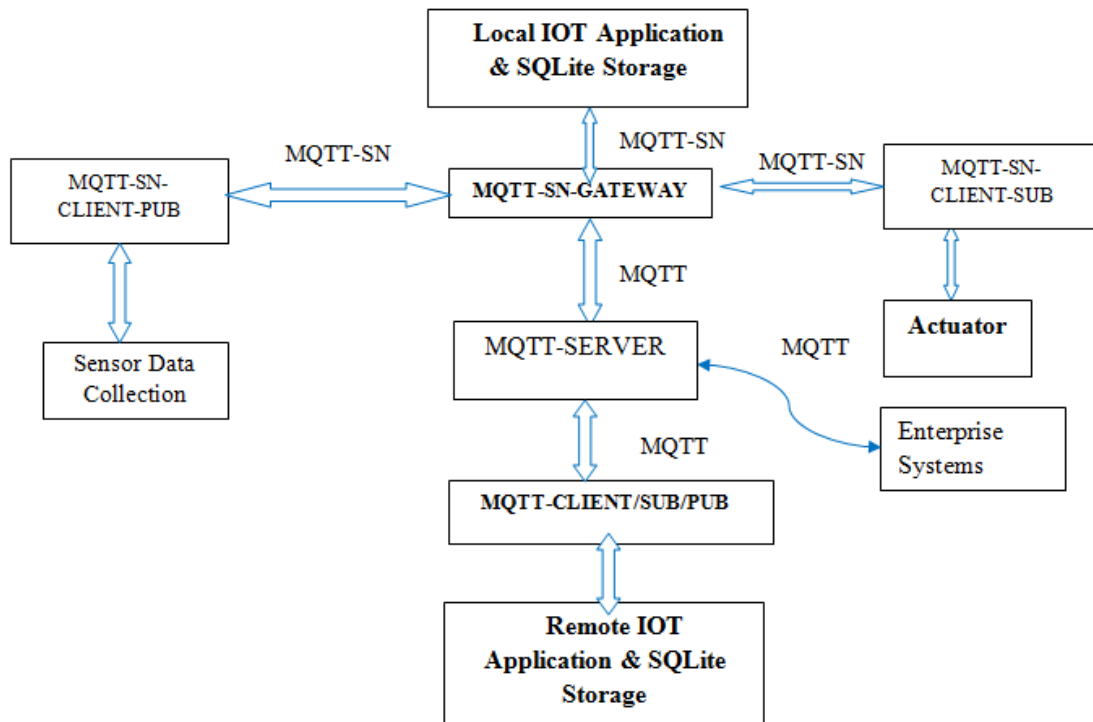 Local IOT Application
& SQLite Storage
MQTT-SN
MQTT-SN
MQTT-SN
MQTT-SN-
CLIENT-PUB
MQTT-SN-GATEWAY
MQTT-SN-
CLIENT-SUB
MQTT
Actuator
MQTT-SERVER
MQTT
Sensor Data
Collection
Enterprise
Systems
MQTT
MQTT-CLIENT/SUB/PUB
Remote IOT
Application & SQLite
Storage